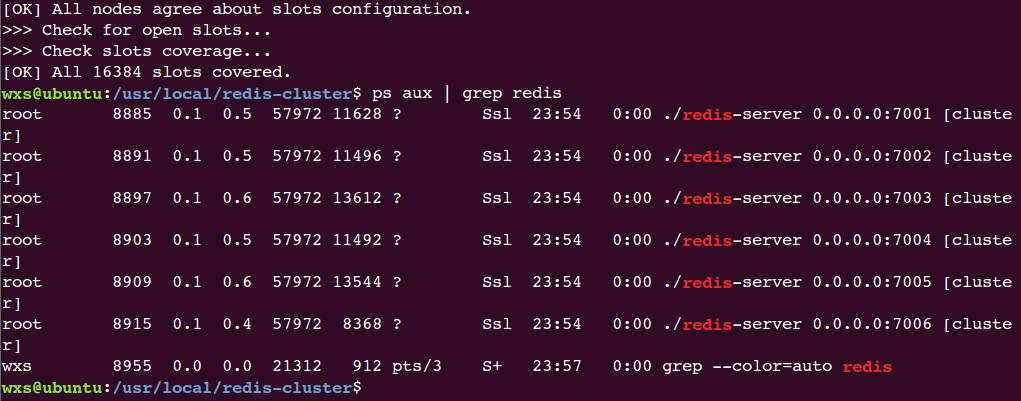 [OK] All nodes agree about slots configuration.
>>> Check for open slots...
>>> Check slots coverage...
[OK] All 16384 slots covered.
wxs@ubuntu:/usr/local/redis-cluster$ ps aux | grep redis
root       8885  0.1  0.5  57972 11628 ?        Ssl  23:54   0:00 ./redis-server 0.0.0.0:7001 [cluste
r]
root       8891  0.1  0.5  57972 11496 ?        Ssl  23:54   0:00 ./redis-server 0.0.0.0:7002 [cluste
r]
root       8897  0.1  0.6  57972 13612 ?        Ssl  23:54   0:00 ./redis-server 0.0.0.0:7003 [cluste
r]
root       8903  0.1  0.5  57972 11492 ?        Ssl  23:54   0:00 ./redis-server 0.0.0.0:7004 [cluste
r]
root       8909  0.1  0.6  57972 13544 ?        Ssl  23:54   0:00 ./redis-server 0.0.0.0:7005 [cluste
r]
root       8915  0.1  0.4  57972  8368 ?        Ssl  23:54   0:00 ./redis-server 0.0.0.0:7006 [cluste
r]
wxs        8955  0.0  0.0  21312   912 pts/3    S+   23:57   0:00 grep --color=auto redis
wxs@ubuntu:/usr/local/redis-cluster$